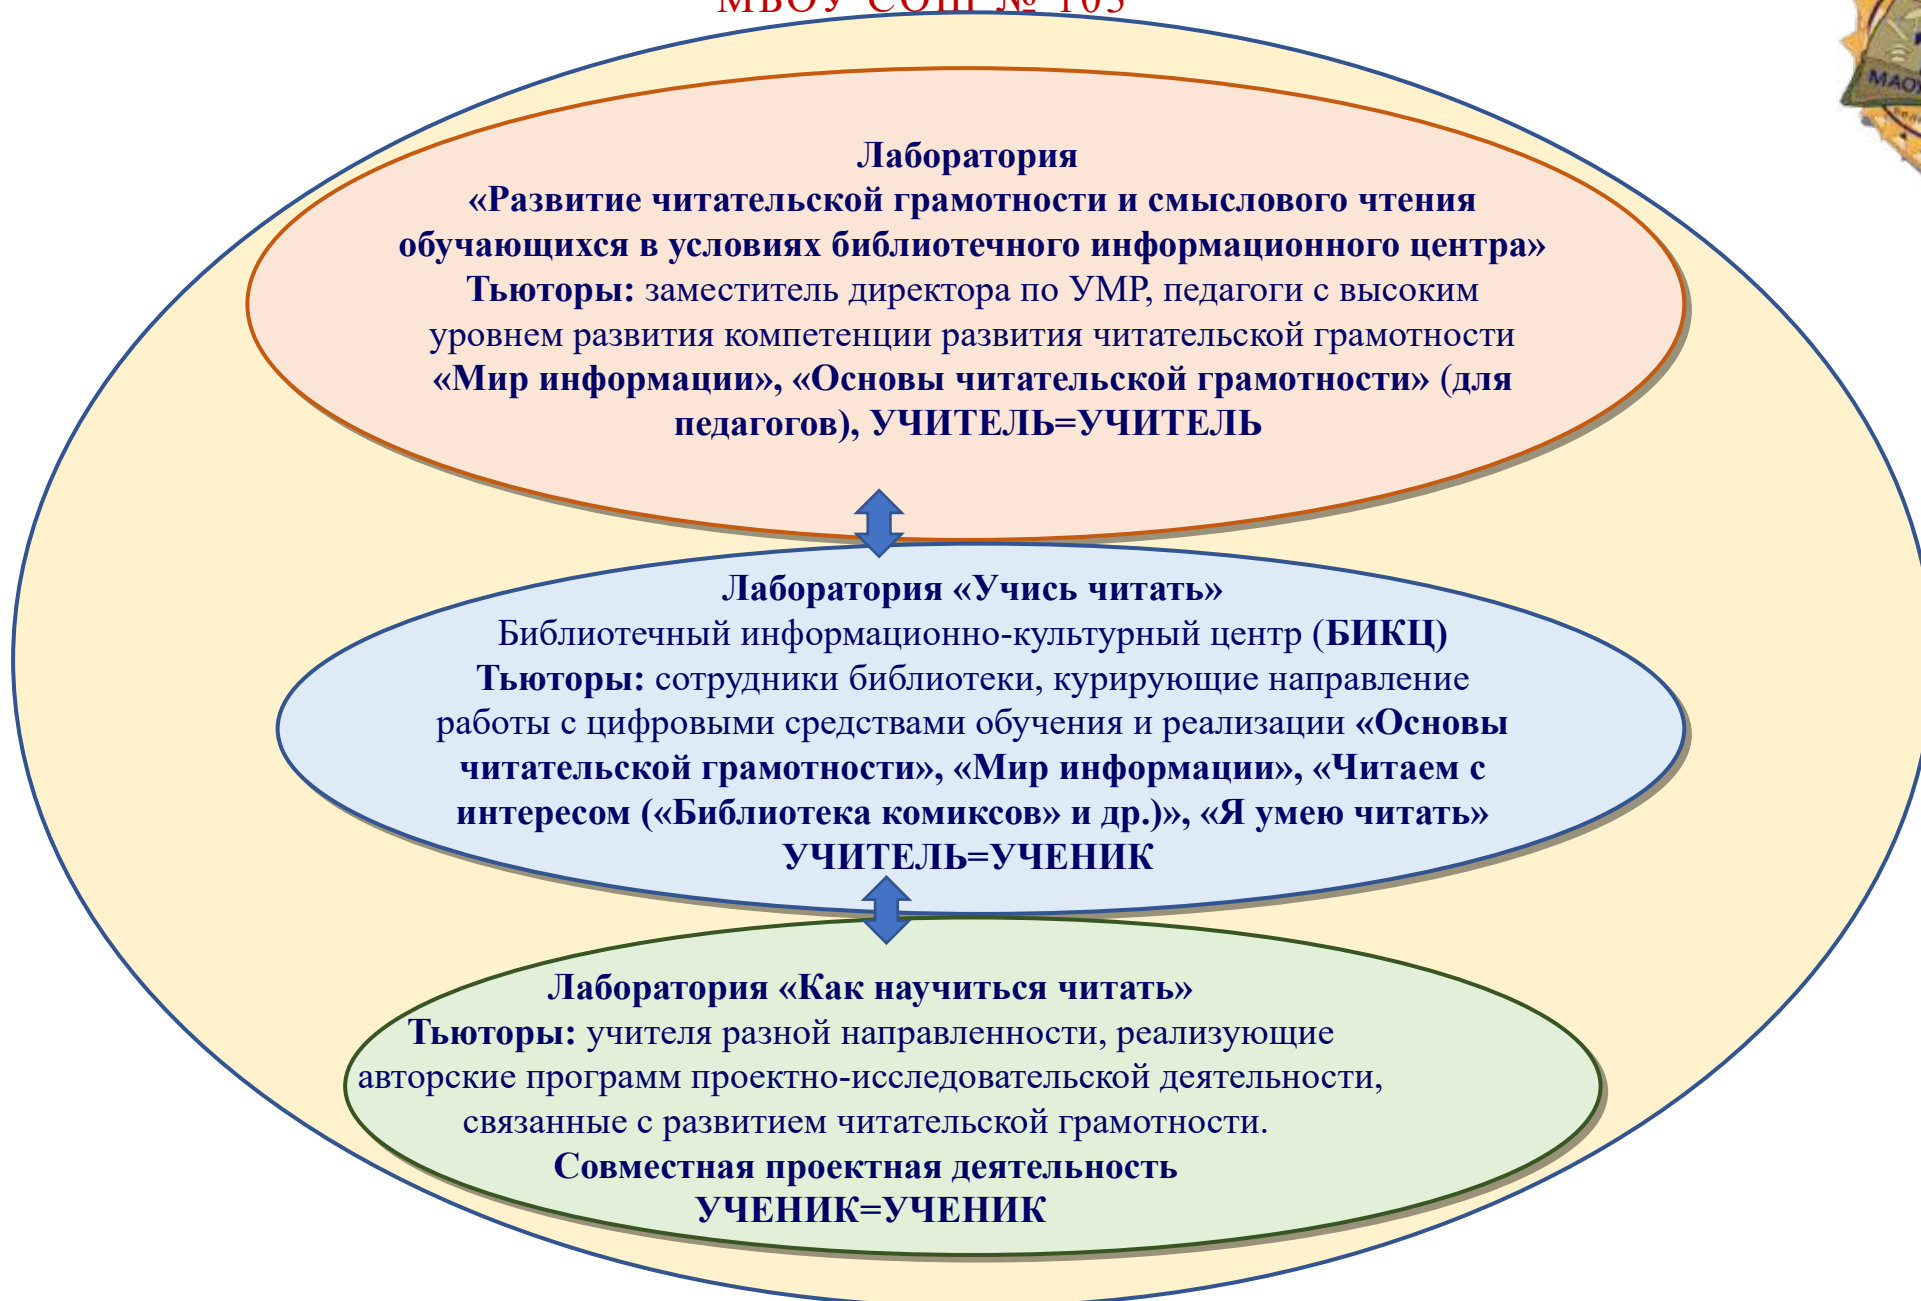 МБОУ СОШ № 103
Лаборатория
«Развитие читательской грамотности и смыслового чтения
обучающихся в условиях библиотечного информационного центра»
Тьюторы: заместитель директора по УМР, педагоги с высоким
уровнем развития компетенции развития читательской грамотности
«Мир информации», «Основы читательской грамотности» (для
педагогов), УЧИТЕЛЬ=УЧИТЕЛЬ
Лаборатория «Учись читать»
Библиотечный информационно-культурный центр (БИКЦ)
Тьюторы: сотрудники библиотеки, курирующие направление
работы с цифровыми средствами обучения и реализации «Основы
читательской грамотности», «Мир информации», «Читаем с
интересом («Библиотека комиксов» и др.)», «Я умею читать»
УЧИТЕЛЬ=УЧЕНИК
Лаборатория «Как научиться читать»
Тьюторы: учителя разной направленности, реализующие
авторские программ проектно-исследовательской деятельности,
связанные с развитием читательской грамотности.
Совместная проектная деятельность
УЧЕНИК=УЧЕНИК